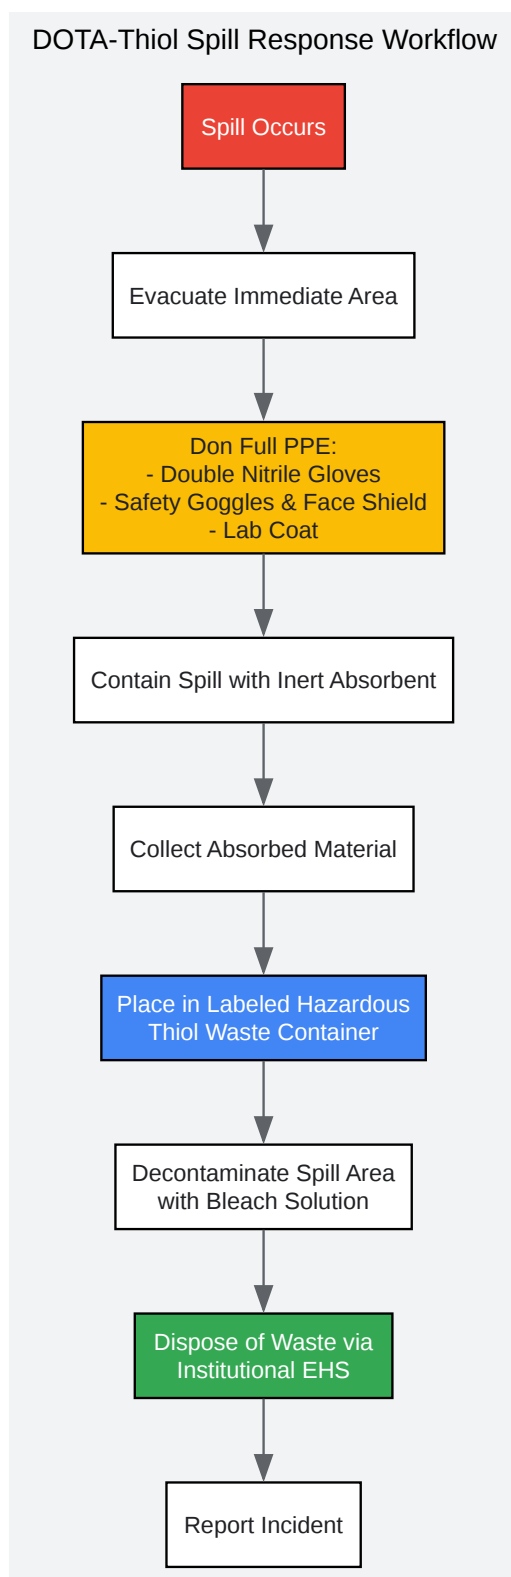 DOTA-Thiol Spill Response Workflow
Spill Occurs
Evacuate Immediate Area
Don Full PPE:
- Double Nitrile Gloves
- Safety Goggles & Face Shield
- Lab Coat
Contain Spill with Inert Absorbent
Collect Absorbed Material
Place in Labeled Hazardous
Thiol Waste Container
Decontaminate Spill Area
with Bleach Solution
Dispose of Waste via
Institutional EHS
Report Incident